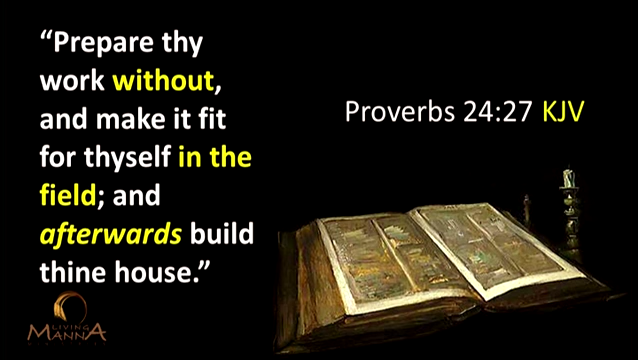 “Prepare thy
work without,
and make it fit
for thyself in the
field; and
afterwards build
thine house.”
Proverbs 24:27 KJV
LIVING
MANNA